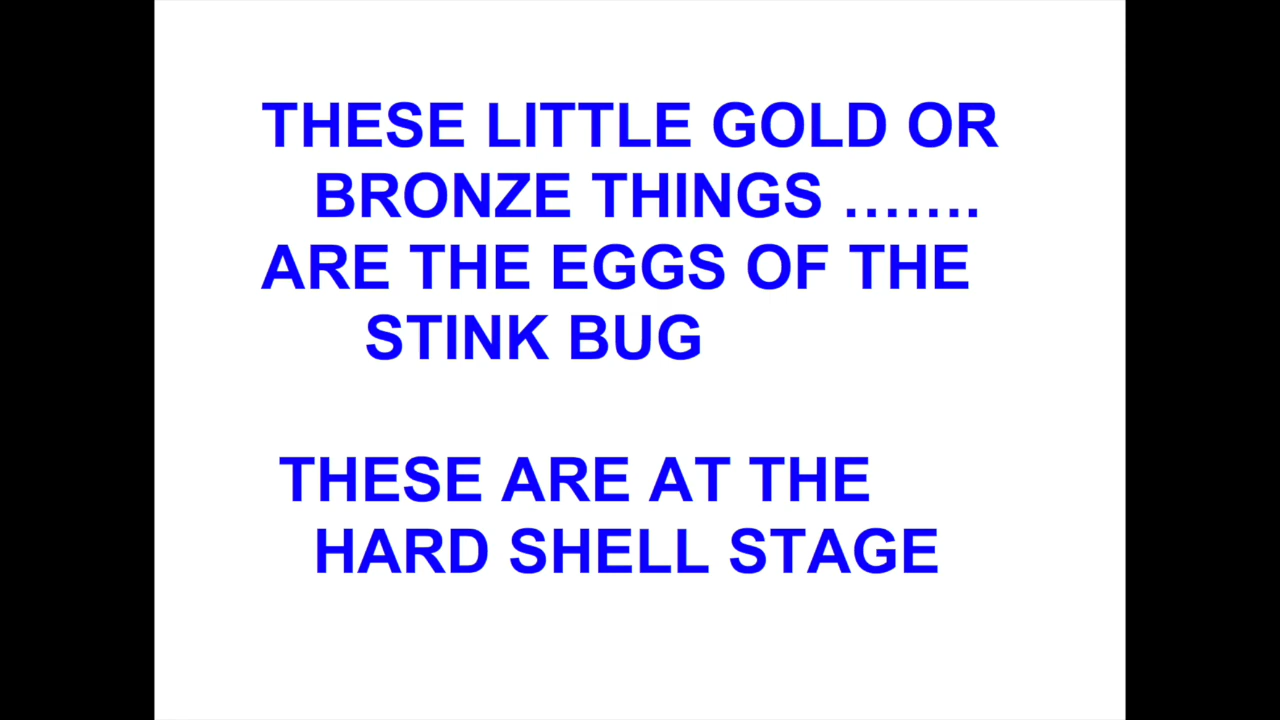 THESE LITTLE GOLD OR
BRONZE THINGS …….
ARE THE EGGS OF THE
STINK BUG
THESE ARE AT THE
HARD SHELL STAGE